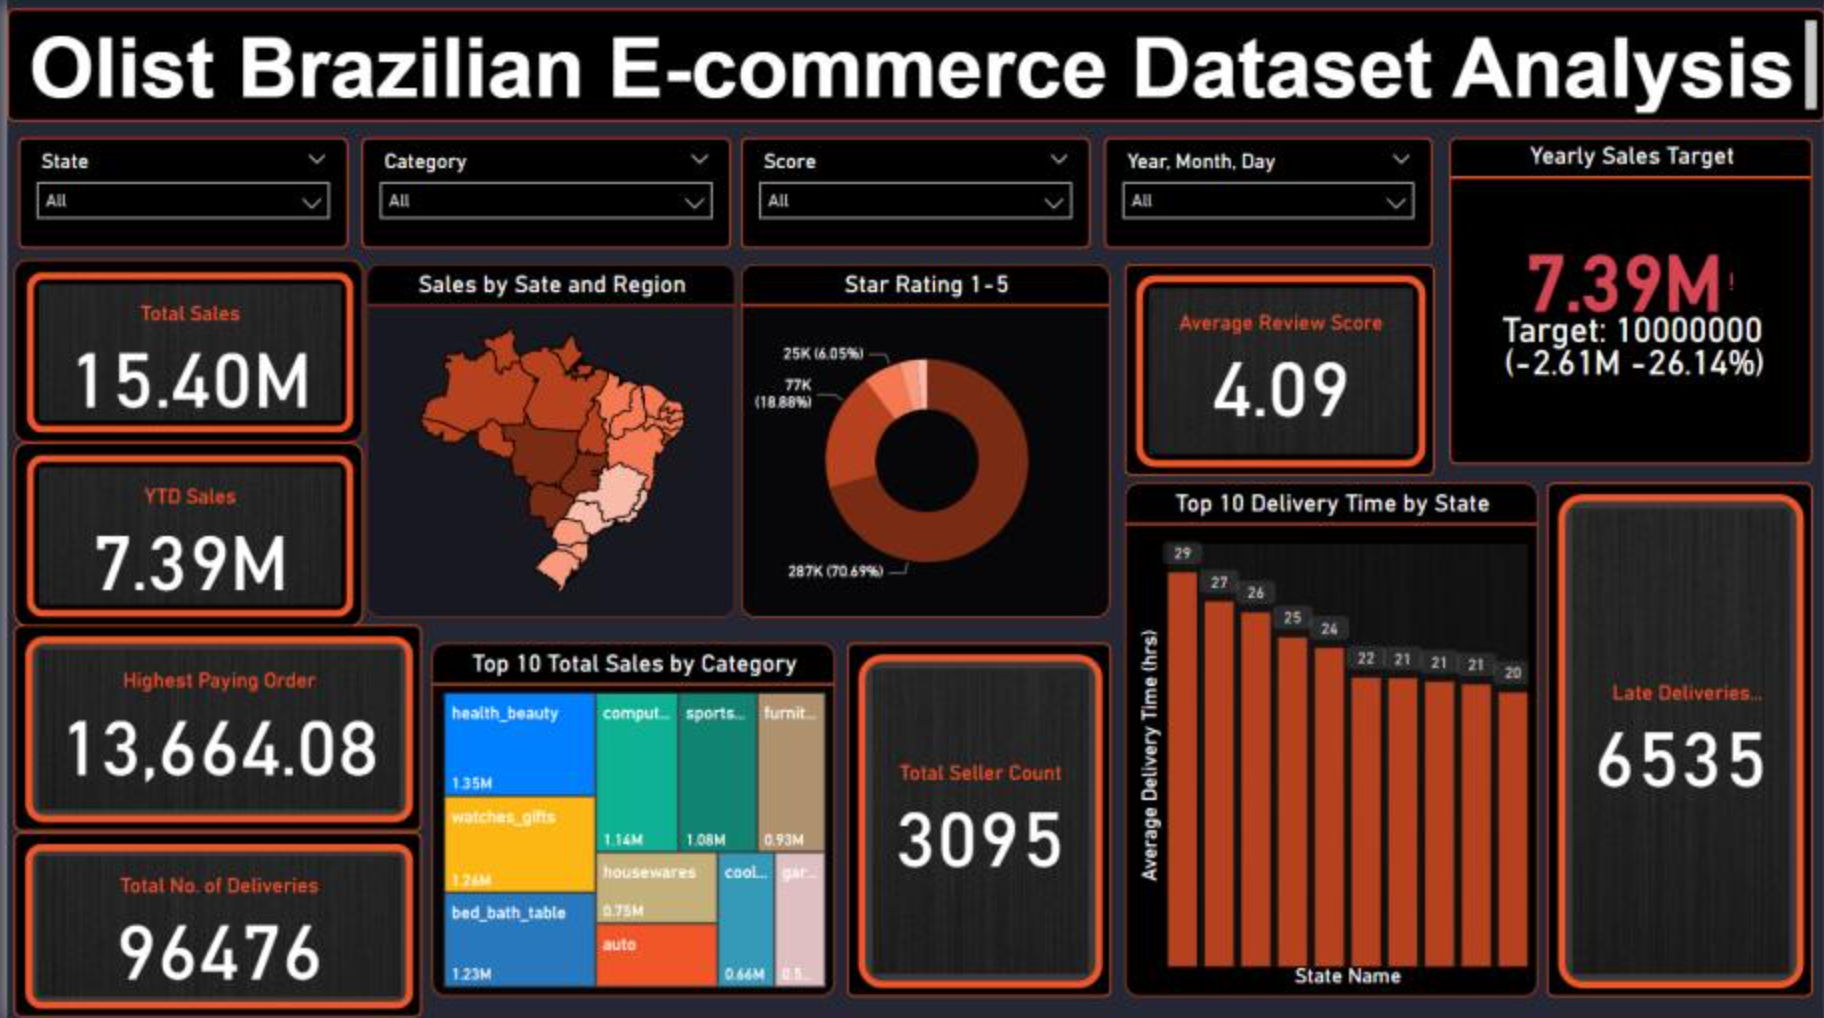 Olist Brazilian E-commerce Dataset Analysis
State
All
Category
All
Score
All
Year, Month, Day
All
Yearly Sales Target
7.39M!
Target: 10000000
(-2.61M -26.14%)
Total Sales
15.40M
Sales by Sate and Region
Star Rating 1-5
25K (6.05%)
77K
(18.88%)
287K (70.69%)
Average Review Score
4.09
YTD Sales
7.39M
Top 10 Delivery Time by State
29
27
26
25
24
22
21
21
21
20
Average Delivery Time (hrs)
State Name
Late Deliveries...
6535
Highest Paying Order
13,664.08
Top 10 Total Sales by Category
health_beauty
1.35M
watches_gifts
1.26M
bed_bath_table
1.23M
comput...
1.14M
sports...
1.08M
furnit...
0.93M
housewares
0.75M
auto
cool...
0.66M
gar...
0.5...
Total Seller Count
3095
Total No. of Deliveries
96476